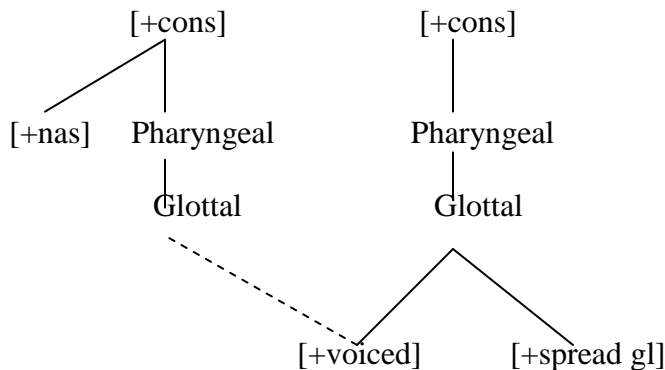 [+cons] [+cons]
[+nas] Pharyngeal Pharyngeal
Glottal Glottal
[+voiced] [+spread gl]